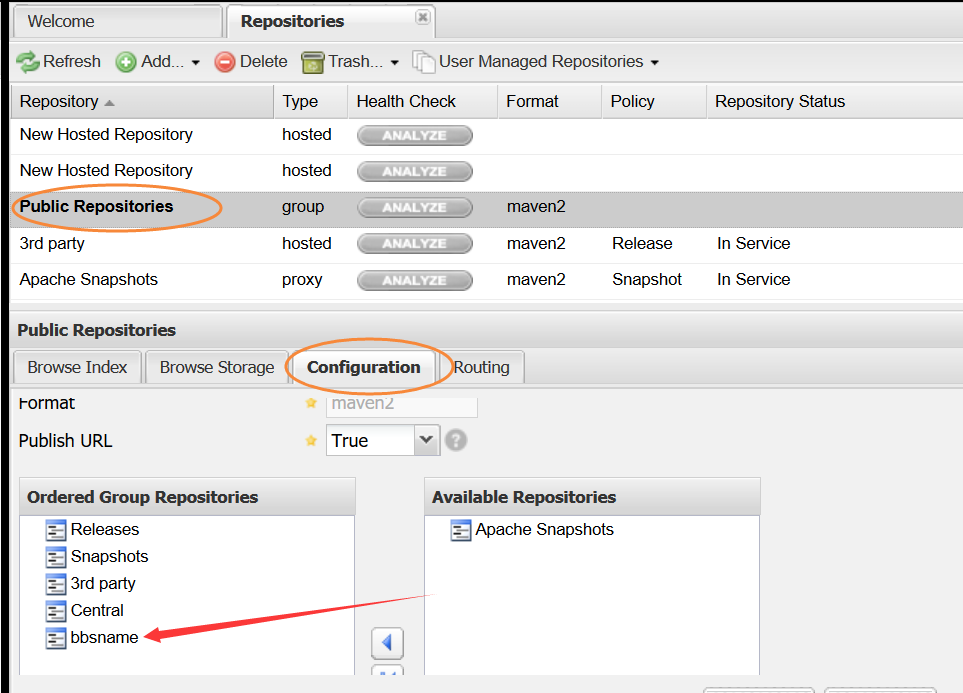 Welcome
Repositories
Refresh Add... Delete Trash... User Managed Repositories
Repository Type Health Check Format Policy Repository Status
New Hosted Repository hosted ANALYZE
New Hosted Repository hosted ANALYZE
Public Repositories group ANALYZE maven2
3rd party hosted ANALYZE maven2 Release In Service
Apache Snapshots proxy ANALYZE maven2 Snapshot In Service
Public Repositories
Browse Index Browse Storage Configuration Routing
Format maven2
Publish URL True ?
Ordered Group Repositories
Releases
Snapshots
3rd party
Central
bbsname
Available Repositories
Apache Snapshots